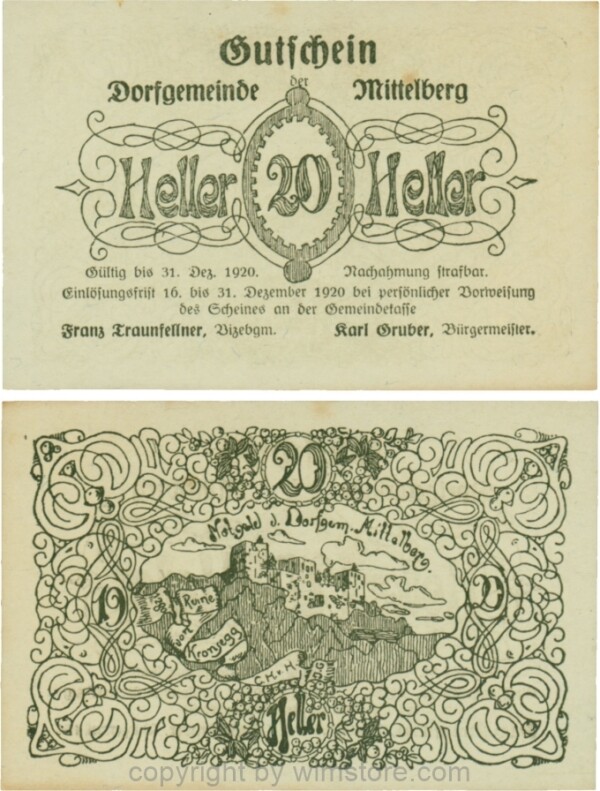 Gutschein
der
Dorfgemeinde Mittelberg
Heller 20 Heller
Gültig bis 31. Dez. 1920. Nachahmung strafbar.
Einlösungsfrist 16. bis 31. Dezember 1920 bei persönlicher Vorweisung
des Scheines an der Gemeindekasse
Franz Traunfellner, Vizebgm. Karl Gruber, Bürgermeister.
20
Notgeld d. Dorfgem. Mittelberg.
19 20
Ruine
von
Kronsegg
C.H.+H.
Heller
copyright by wimstore.com